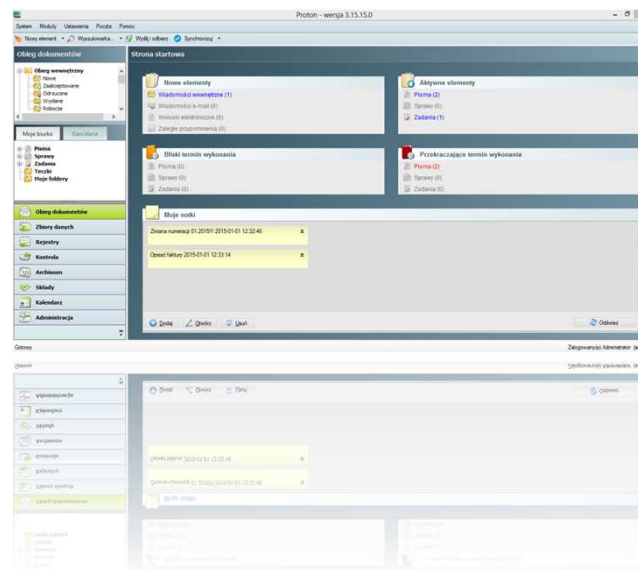 Proton - wersja 3.15.15.0
System Moduły Ustawienia Poczta Pomoc
Nowy element Wyszukiwarka... Wyślij i odbierz Synchronizuj
Obieg dokumentów
Strona startowa
Obieg wewnętrzny
Nowe
Zaakceptowane
Odrzucone
Wysłane
Robocze
Moje biurko Kancelaria
Pisma
Sprawy
Zadania
Teczki
Moje foldery
Obieg dokumentów
Zbiory danych
Rejestry
Kontrola
Archiwum
Składy
Kalendarz
Administracja
Nowe elementy
Wiadomości wewnętrzne (1)
Wiadomości e-mail (0)
Wnioski elektroniczne (0)
Zaległe przypomnienia (0)
Aktywne elementy
Pisma (2)
Sprawy (0)
Zadania (1)
Bliski termin wykonania
Pisma (0)
Sprawy (0)
Zadania (0)
Przekraczające termin wykonania
Pisma (2)
Sprawy (0)
Zadania (0)
Moje notki
Zmiana numeracji 01.2015!! 2015-01-01 12:32:46
Opisać faktury 2015-01-01 12:33:14
Dodaj Otwórz Usuń
Odśwież
Gotowy
Zalogowany(a) Administrator